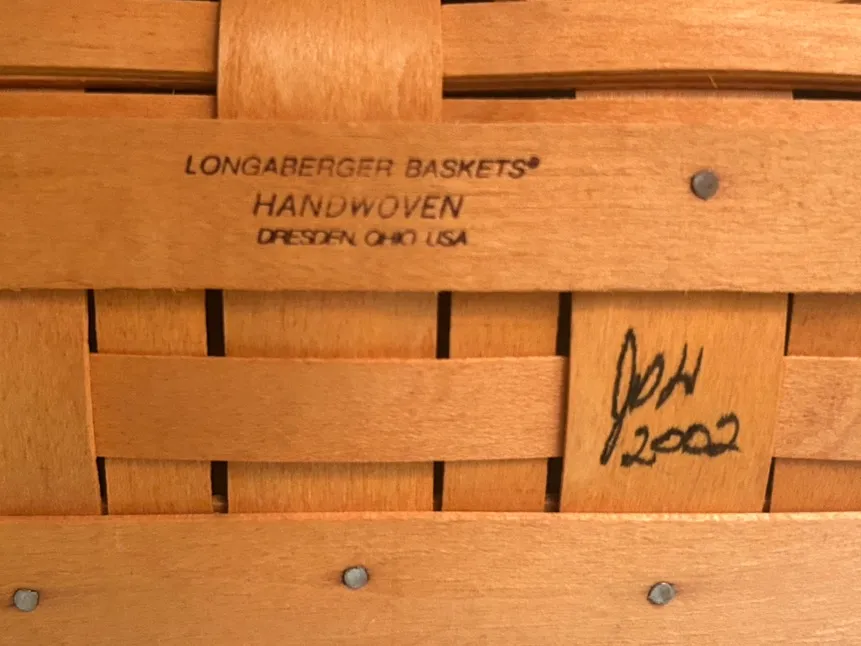 LONGABERGER BASKETS®
HANDWOVEN
DRESDEN, OHIO USA
2002